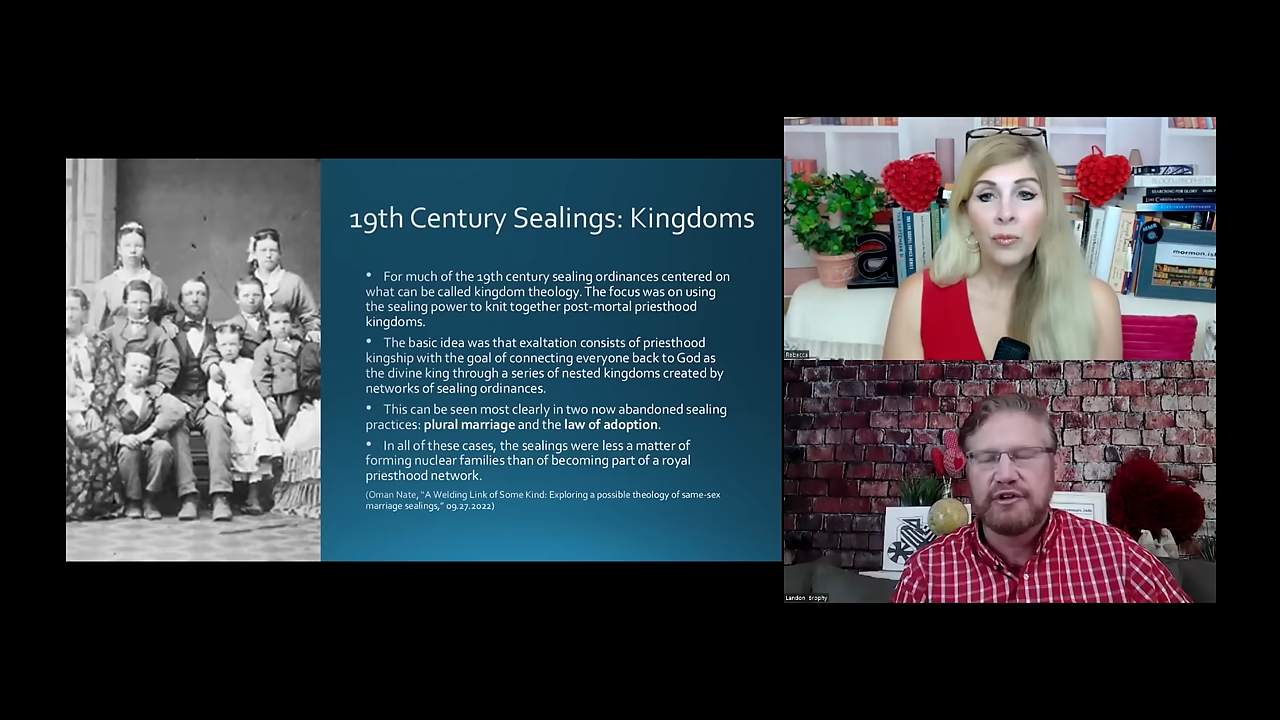 19th Century Sealings: Kingdoms
• For much of the 19th century sealing ordinances centered on
what can be called kingdom theology. The focus was on using
the sealing power to knit together post-mortal priesthood
kingdoms.
• The basic idea was that exaltation consists of priesthood
kingship with the goal of connecting everyone back to God as
the divine king through a series of nested kingdoms created by
networks of sealing ordinances.
• This can be seen most clearly in two now abandoned sealing
practices: plural marriage and the law of adoption.
• In all of these cases, the sealings were less a matter of
forming nuclear families than of becoming part of a royal
priesthood network.
(Oman Nate, “A Welding Link of Some Kind: Exploring a possible theology of same-sex
marriage sealings,” 09.27.2022)
SEARCHING FOR GLORY
a
mormon.ish
Rebecca
Landon Brophy